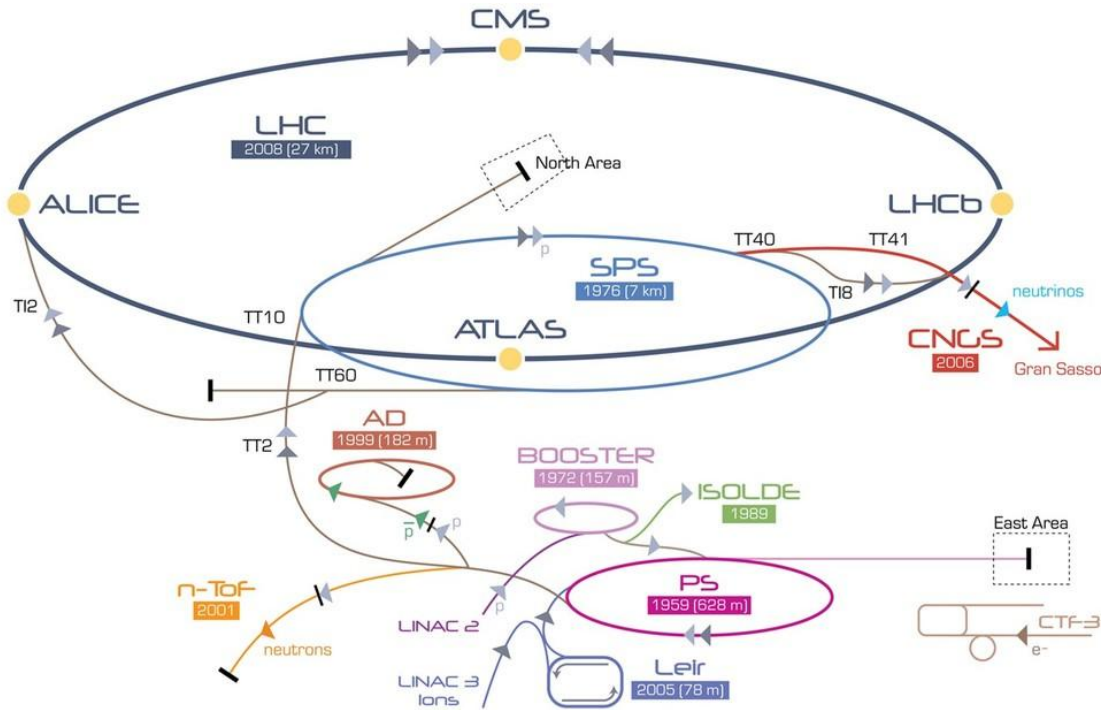 CMS
LHC
2008 (27 km)
North Area
ALICE
LHCb
TT40
TT41
SPS
1976 (7 km)
p
TI8
TI2
TT10
neutrinos
ATLAS
CNGS
2006
Gran Sasso
TT60
AD
1999 (182 m)
TT2
BOOSTER
1972 (157 m)
ISOLDE
1989
p̅
p
East Area
n-ToF
2001
PS
1959 (628 m)
p
LINAC 2
CTF-3
e-
neutrons
LINAC 3
Ions
Leir
2005 (78 m)